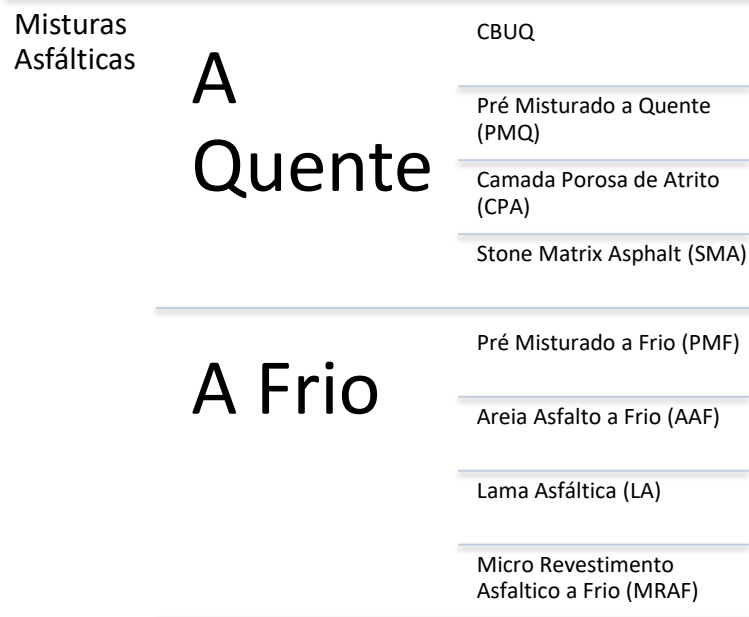 Misturas
Asfálticas
A
Quente
CBUQ
Pré Misturado a Quente
(PMQ)
Camada Porosa de Atrito
(CPA)
Stone Matrix Asphalt (SMA)
A Frio
Pré Misturado a Frio (PMF)
Areia Asfalto a Frio (AAF)
Lama Asfáltica (LA)
Micro Revestimento
Asfaltico a Frio (MRAF)